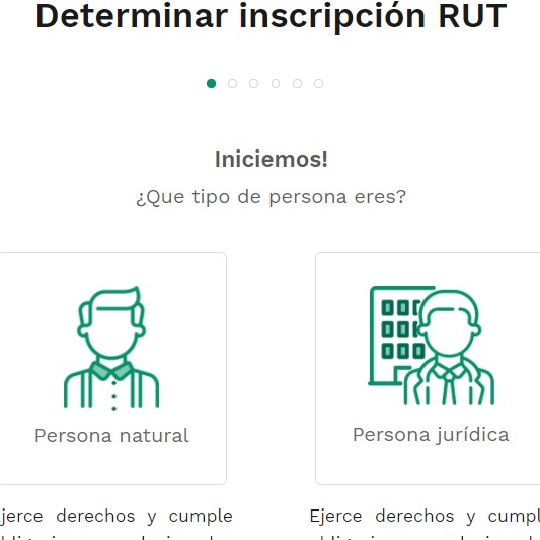 Determinar inscripción RUT
Iniciemos!
¿Que tipo de persona eres?
Persona natural
Persona jurídica
jerce derechos y cumple
Ejerce derechos y cumpl